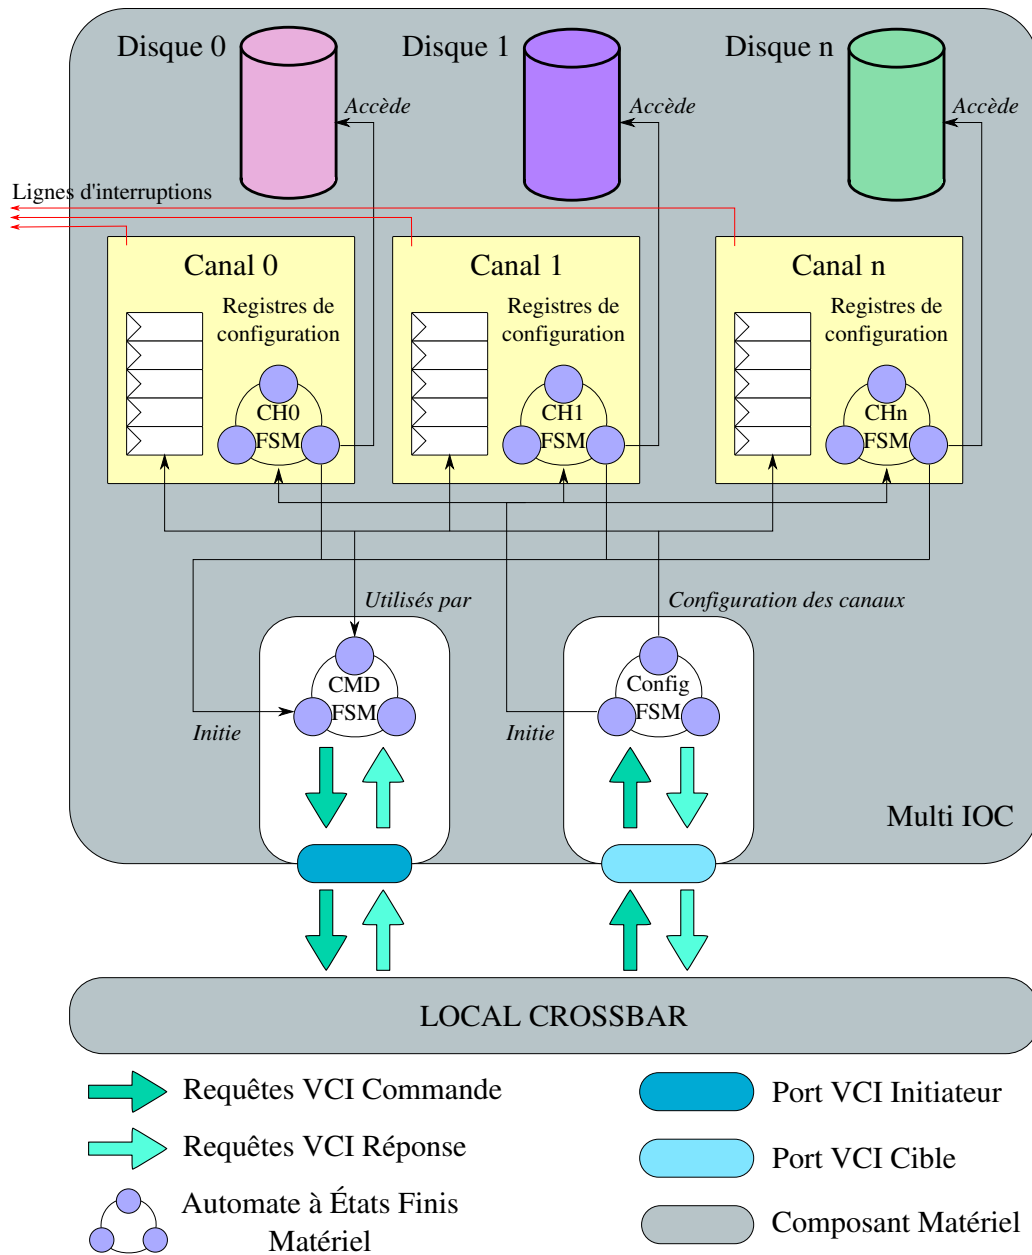 Disque 0
Disque 1
Disque n
Accède
Accède
Accède
Lignes d'interruptions
Canal 0
Canal 1
Canal n
Registres de
configuration
Registres de
configuration
Registres de
configuration
CH0
FSM
CH1
FSM
CHn
FSM
Utilisés par
Configuration des canaux
CMD
FSM
Config
FSM
Initie
Initie
Multi IOC
LOCAL CROSSBAR
Requêtes VCI Commande
Port VCI Initiateur
Requêtes VCI Réponse
Port VCI Cible
Automate à États Finis
Matériel
Composant Matériel